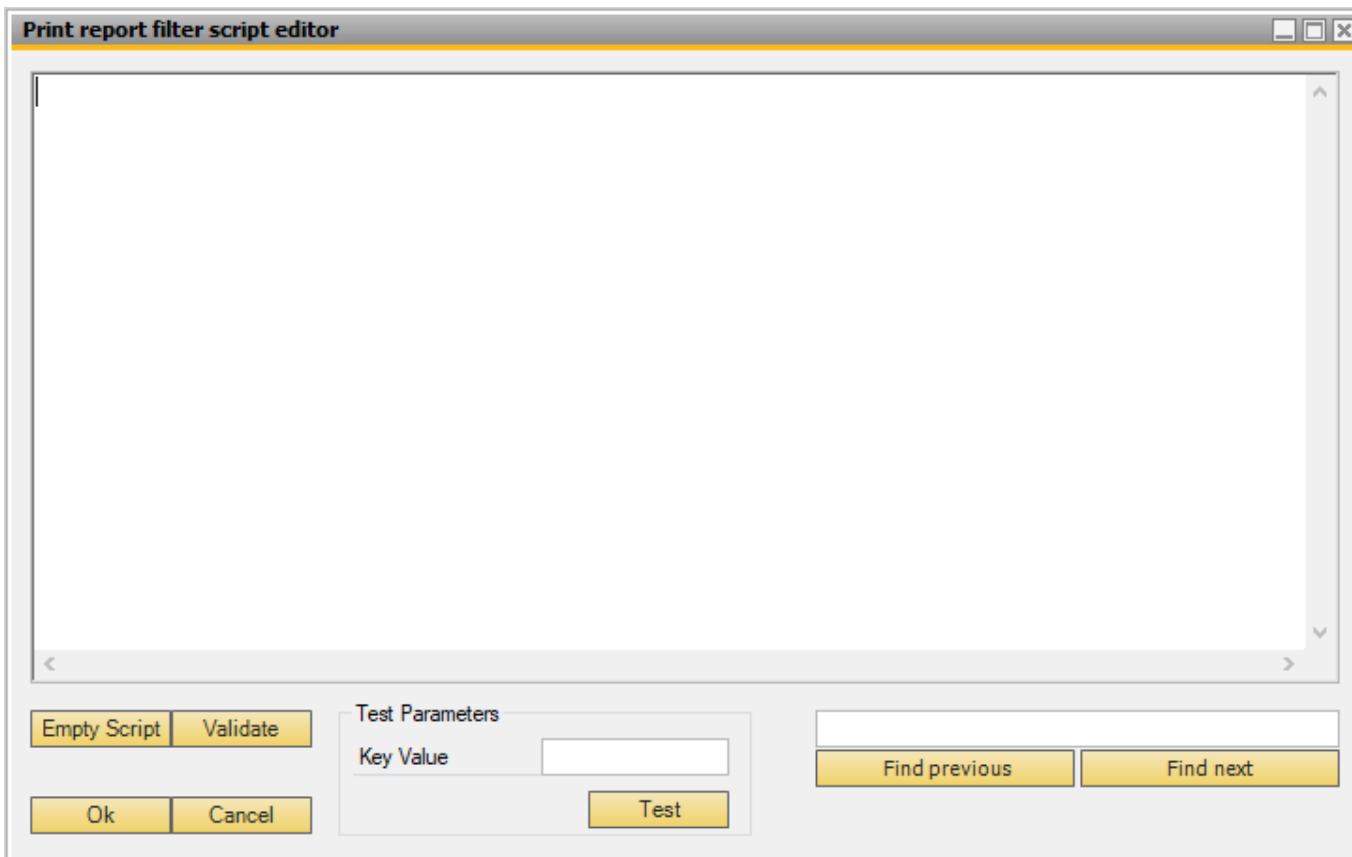 Print report filter script editor
Empty Script
Validate
Test Parameters
Key Value
Find previous
Find next
Ok
Cancel
Test